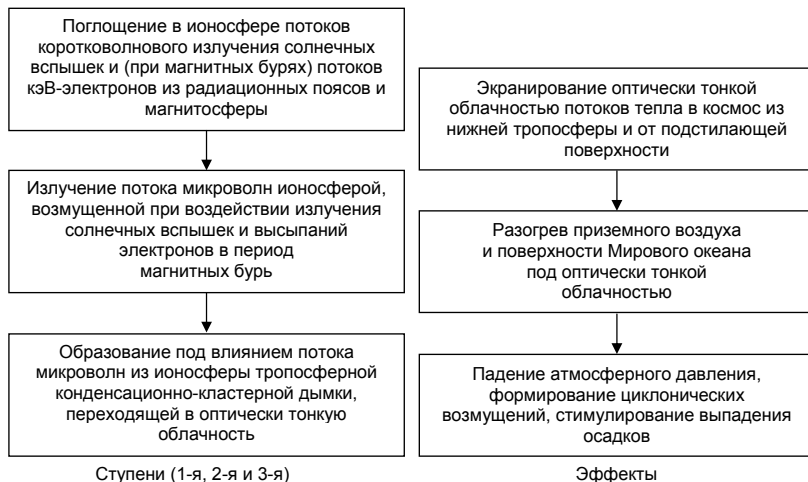 Поглощение в ионосфере потоков
коротковолнового излучения солнечных
вспышек и (при магнитных бурях) потоков
кэВ-электронов из радиационных поясов и
магнитосферы
Излучение потока микроволн ионосферой,
возмущенной при воздействии излучения
солнечных вспышек и высыпаний
электронов в период
магнитных бурь
Образование под влиянием потока
микроволн из ионосферы тропосферной
конденсационно-кластерной дымки,
переходящей в оптически тонкую
облачность
Ступени (1-я, 2-я и 3-я)
Экранирование оптически тонкой
облачностью потоков тепла в космос из
нижней тропосферы и от подстилающей
поверхности
Разогрев приземного воздуха
и поверхности Мирового океана
под оптически тонкой
облачностью
Падение атмосферного давления,
формирование циклонических
возмущений, стимулирование выпадения
осадков
Эффекты